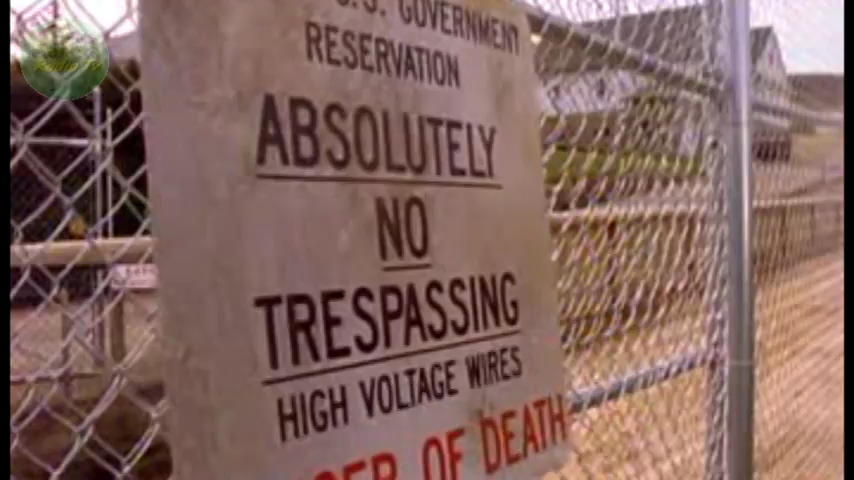 U.S. GOVERNMENT
RESERVATION
ABSOLUTELY
NO
TRESPASSING
HIGH VOLTAGE WIRES
OF DEATH